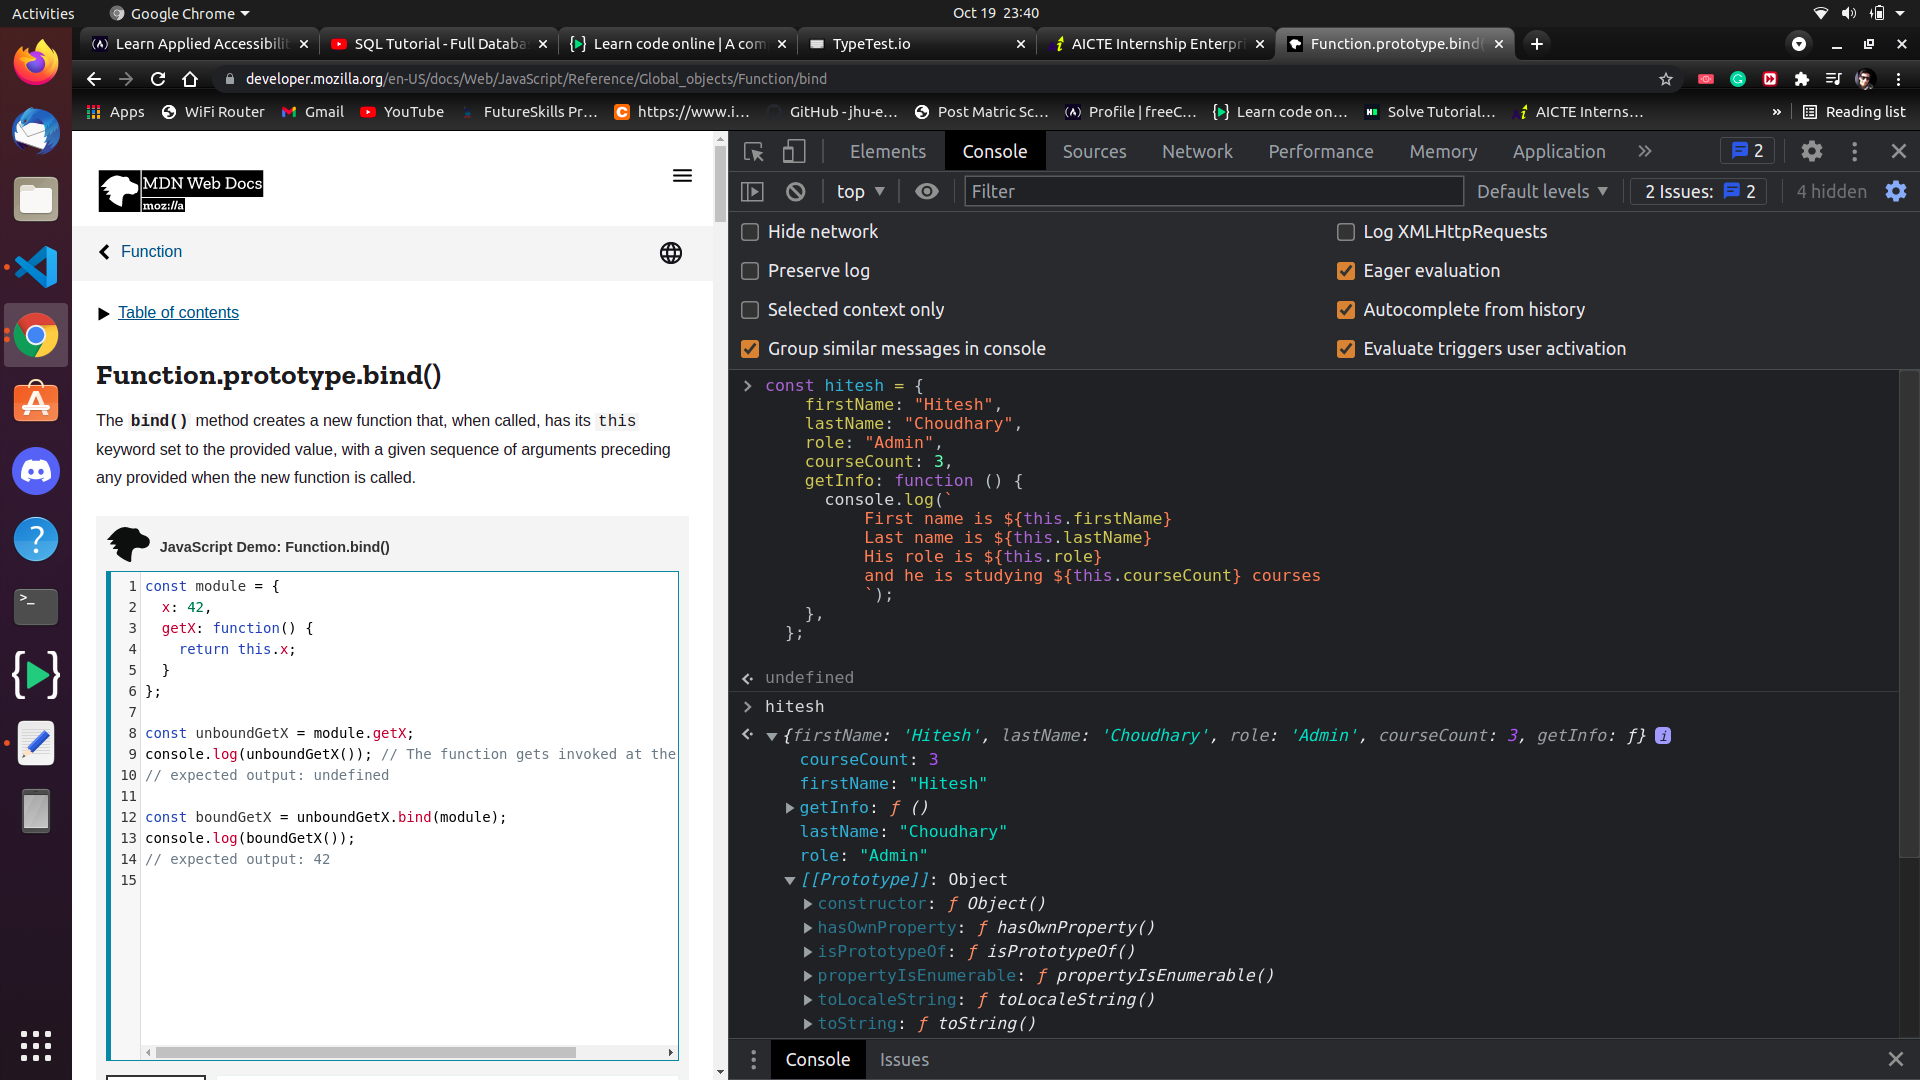 Activities
Google Chrome
Oct 19 23:40
Learn Applied Accessibilit
SQL Tutorial - Full Databa
Learn code online | A com
TypeTest.io
AICTE Internship Enterpr
Function.prototype.bind(
developer.mozilla.org/en-US/docs/Web/JavaScript/Reference/Global_objects/Function/bind
Apps
WiFi Router
Gmail
YouTube
FutureSkills Pr...
https://www.i...
GitHub - jhu-e...
Post Matric Sc...
Profile | freeC...
Learn code on...
Solve Tutorial...
AICTE Interns...
»
Reading list
MDN Web Docs
moz://a
Function
Table of contents
Function.prototype.bind()
The bind() method creates a new function that, when called, has its this
keyword set to the provided value, with a given sequence of arguments preceding
any provided when the new function is called.
JavaScript Demo: Function.bind()
1 const module = {
2 x: 42,
3 getX: function() {
4 return this.x;
5 }
6 };
7
8 const unboundGetX = module.getX;
9 console.log(unboundGetX()); // The function gets invoked at the
10 // expected output: undefined
11
12 const boundGetX = unboundGetX.bind(module);
13 console.log(boundGetX());
14 // expected output: 42
15
Elements
Console
Sources
Network
Performance
Memory
Application
»
2
top
Filter
Default levels
2 Issues: 2
4 hidden
Hide network
Log XMLHttpRequests
Preserve log
Eager evaluation
Selected context only
Autocomplete from history
Group similar messages in console
Evaluate triggers user activation
const hitesh = {
firstName: "Hitesh",
lastName: "Choudhary",
role: "Admin",
courseCount: 3,
getInfo: function () {
console.log(`
First name is ${this.firstName}
Last name is ${this.lastName}
His role is ${this.role}
and he is studying ${this.courseCount} courses
`);
},
};
undefined
hitesh
{firstName: 'Hitesh', lastName: 'Choudhary', role: 'Admin', courseCount: 3, getInfo: ƒ} i
courseCount: 3
firstName: "Hitesh"
getInfo: ƒ ()
lastName: "Choudhary"
role: "Admin"
[[Prototype]]: Object
constructor: ƒ Object()
hasOwnProperty: ƒ hasOwnProperty()
isPrototypeOf: ƒ isPrototypeOf()
propertyIsEnumerable: ƒ propertyIsEnumerable()
toLocaleString: ƒ toLocaleString()
toString: ƒ toString()
Console
Issues